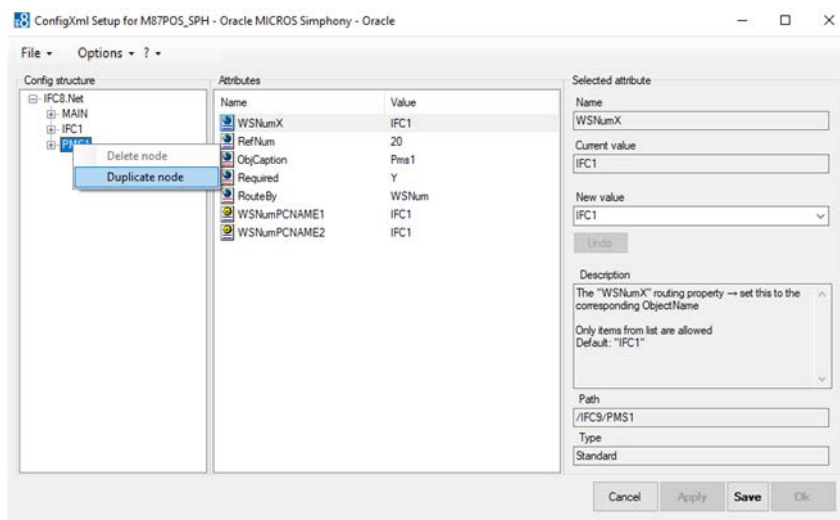 ConfigXml Setup for M87POS_SPH - Oracle MICROS Simphony - Oracle
File Options ?
Config structure
IFC8.Net
MAIN
IFC1
PMS1
Delete node
Duplicate node
Attributes
Name Value
WSNumX IFC1
RefNum 20
ObjCaption Pms1
Required Y
RouteBy WSNum
WSNumPCNAME1 IFC1
WSNumPCNAME2 IFC1
Selected attribute
Name
WSNumX
Current value
IFC1
New value
IFC1
Undo
Description
The "WSNumX" routing property → set this to the
corresponding ObjectName
Only items from list are allowed
Default: "IFC1"
Path
/IFC9/PMS1
Type
Standard
Cancel Apply Save Ok